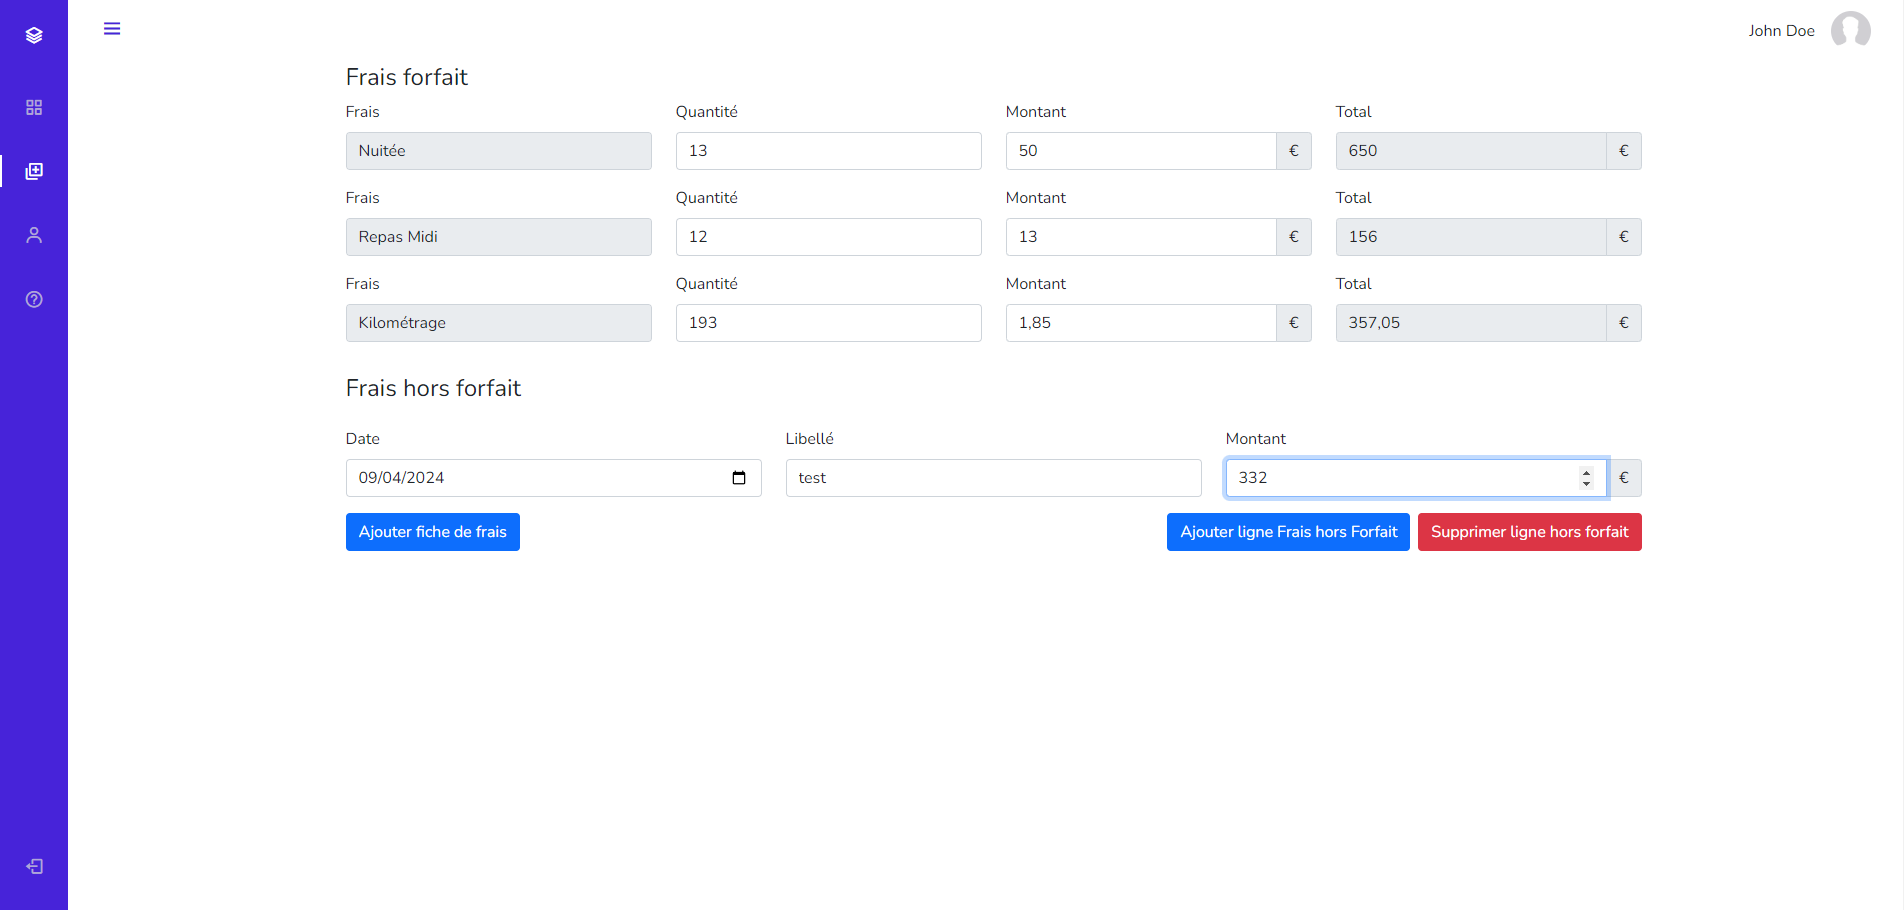 John Doe
Frais forfait
Frais Quantité Montant Total
Nuitée 13 50 € 650 €
Frais Quantité Montant Total
Repas Midi 12 13 € 156 €
Frais Quantité Montant Total
Kilométrage 193 1,85 € 357,05 €
Frais hors forfait
Date Libellé Montant
09/04/2024 test 332 €
Ajouter fiche de frais Ajouter ligne Frais hors Forfait Supprimer ligne hors forfait